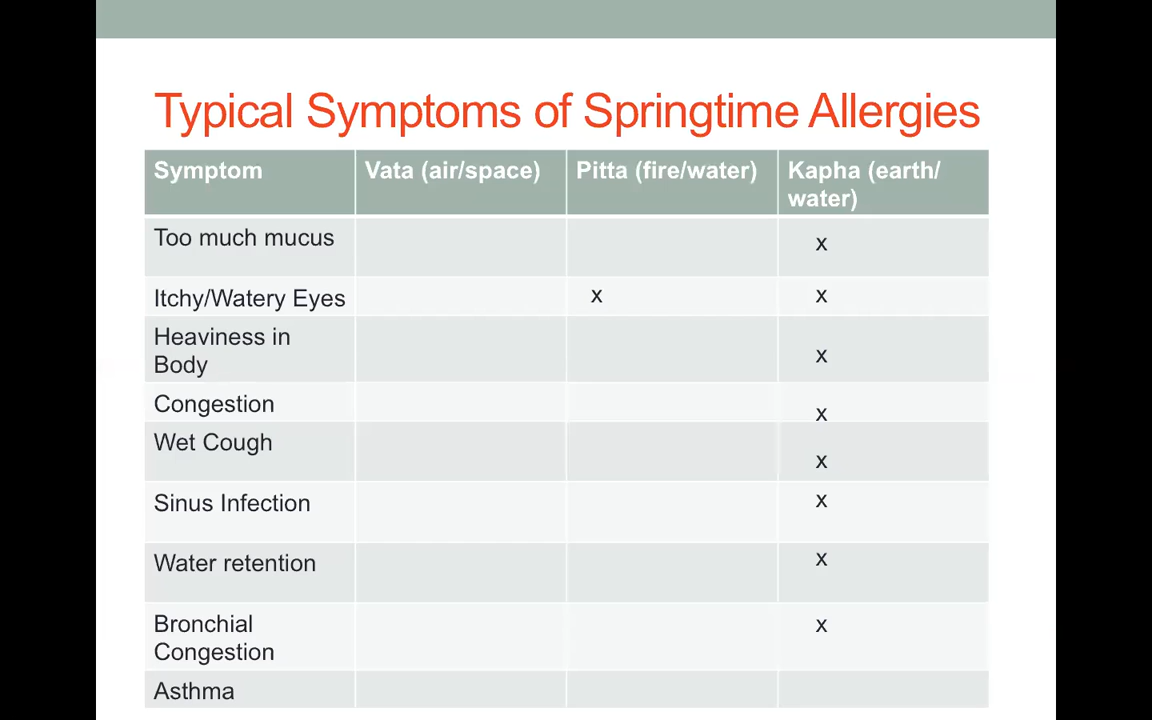 Typical Symptoms of Springtime Allergies
Symptom Vata (air/space) Pitta (fire/water) Kapha (earth/
water)
Too much mucus x
Itchy/Watery Eyes x x
Heaviness in
Body x
Congestion x
Wet Cough x
Sinus Infection x
Water retention x
Bronchial x
Congestion
Asthma